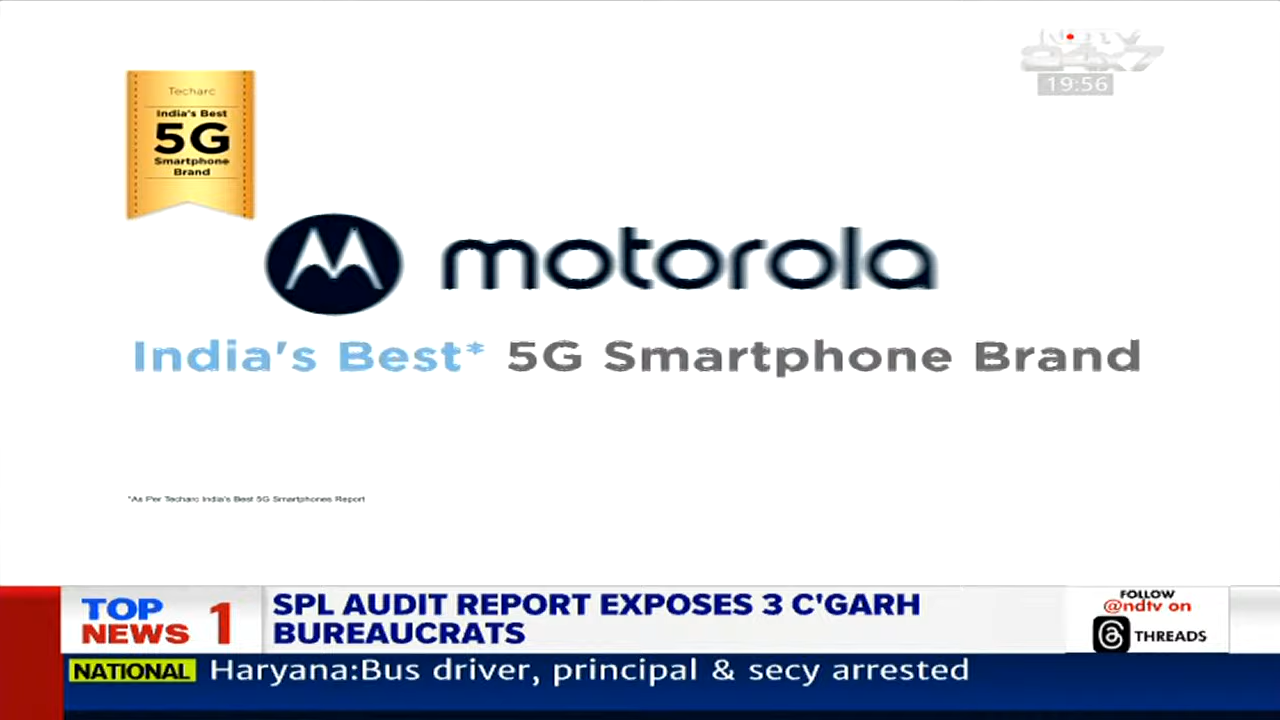 NDTV
24x7
19:56
Techarc
India's Best
5G
Smartphone
Brand
motorola
India's Best* 5G Smartphone Brand
*As Per Techarc India's Best 5G Smartphones Report
TOP
NEWS 1
SPL AUDIT REPORT EXPOSES 3 C'GARH
BUREAUCRATS
FOLLOW
@ndtv on
THREADS
NATIONAL Haryana:Bus driver, principal & secy arrested